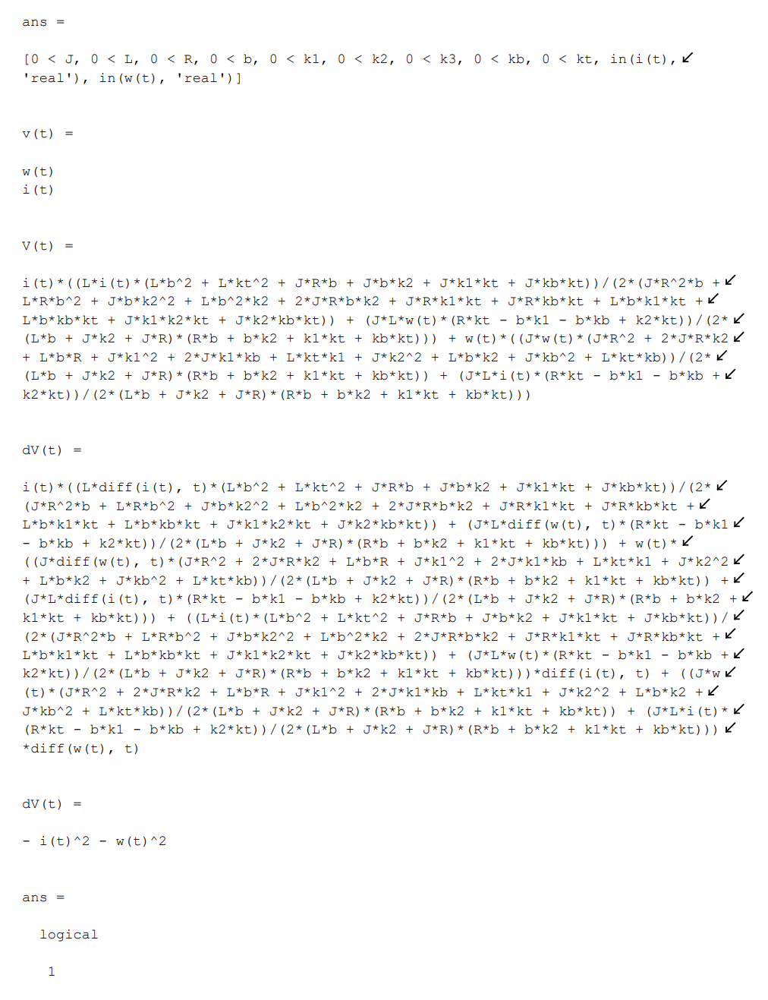 ans =
[0 < J, 0 < L, 0 < R, 0 < b, 0 < k1, 0 < k2, 0 < k3, 0 < kb, 0 < kt, in(i(t),↙
'real'), in(w(t), 'real')]
v(t) =
w(t)
i(t)
V(t) =
i(t)*((L*i(t)*(L*b^2 + L*kt^2 + J*R*b + J*b*k2 + J*k1*kt + J*kb*kt))/(2*(J*R^2*b +↙
L*R*b^2 + J*b*k2^2 + L*b^2*k2 + 2*J*R*b*k2 + J*R*k1*kt + J*R*kb*kt + L*b*k1*kt +↙
L*b*kb*kt + J*k1*k2*kt + J*k2*kb*kt)) + (J*L*w(t)*(R*kt - b*k1 - b*kb + k2*kt))/(2*↙
(L*b + J*k2 + J*R)*(R*b + b*k2 + k1*kt + kb*kt))) + w(t)*((J*w(t)*(J*R^2 + 2*J*R*k2↙
+ L*b*R + J*k1^2 + 2*J*k1*kb + L*kt*k1 + J*k2^2 + L*b*k2 + J*kb^2 + L*kt*kb))/(2*↙
(L*b + J*k2 + J*R)*(R*b + b*k2 + k1*kt + kb*kt)) + (J*L*i(t)*(R*kt - b*k1 - b*kb +↙
k2*kt))/(2*(L*b + J*k2 + J*R)*(R*b + b*k2 + k1*kt + kb*kt)))
dV(t) =
i(t)*((L*diff(i(t), t)*(L*b^2 + L*kt^2 + J*R*b + J*b*k2 + J*k1*kt + J*kb*kt))/(2*↙
(J*R^2*b + L*R*b^2 + J*b*k2^2 + L*b^2*k2 + 2*J*R*b*k2 + J*R*k1*kt + J*R*kb*kt +↙
L*b*k1*kt + L*b*kb*kt + J*k1*k2*kt + J*k2*kb*kt)) + (J*L*diff(w(t), t)*(R*kt - b*k1↙
- b*kb + k2*kt))/(2*(L*b + J*k2 + J*R)*(R*b + b*k2 + k1*kt + kb*kt))) + w(t)*↙
((J*diff(w(t), t)*(J*R^2 + 2*J*R*k2 + L*b*R + J*k1^2 + 2*J*k1*kb + L*kt*k1 + J*k2^2↙
+ L*b*k2 + J*kb^2 + L*kt*kb))/(2*(L*b + J*k2 + J*R)*(R*b + b*k2 + k1*kt + kb*kt)) +↙
(J*L*diff(i(t), t)*(R*kt - b*k1 - b*kb + k2*kt))/(2*(L*b + J*k2 + J*R)*(R*b + b*k2 +↙
k1*kt + kb*kt))) + ((L*i(t)*(L*b^2 + L*kt^2 + J*R*b + J*b*k2 + J*k1*kt + J*kb*kt))/↙
(2*(J*R^2*b + L*R*b^2 + J*b*k2^2 + L*b^2*k2 + 2*J*R*b*k2 + J*R*k1*kt + J*R*kb*kt +↙
L*b*k1*kt + L*b*kb*kt + J*k1*k2*kt + J*k2*kb*kt)) + (J*L*w(t)*(R*kt - b*k1 - b*kb +↙
k2*kt))/(2*(L*b + J*k2 + J*R)*(R*b + b*k2 + k1*kt + kb*kt)))*diff(i(t), t) + ((J*w↙
(t)*(J*R^2 + 2*J*R*k2 + L*b*R + J*k1^2 + 2*J*k1*kb + L*kt*k1 + J*k2^2 + L*b*k2 +↙
J*kb^2 + L*kt*kb))/(2*(L*b + J*k2 + J*R)*(R*b + b*k2 + k1*kt + kb*kt)) + (J*L*i(t)*↙
(R*kt - b*k1 - b*kb + k2*kt))/(2*(L*b + J*k2 + J*R)*(R*b + b*k2 + k1*kt + kb*kt)))↙
*diff(w(t), t)
dV(t) =
- i(t)^2 - w(t)^2
ans =
logical
1